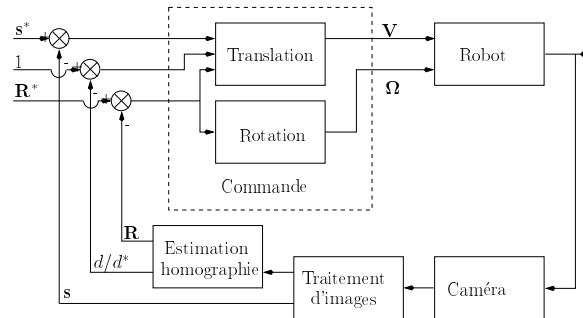 s*
+
-
Translation
V
Robot
1
+
-
R*
+
-
Ω
Rotation
Commande
R
Estimation
homographie
d/d*
Traitement
d'images
Caméra
s